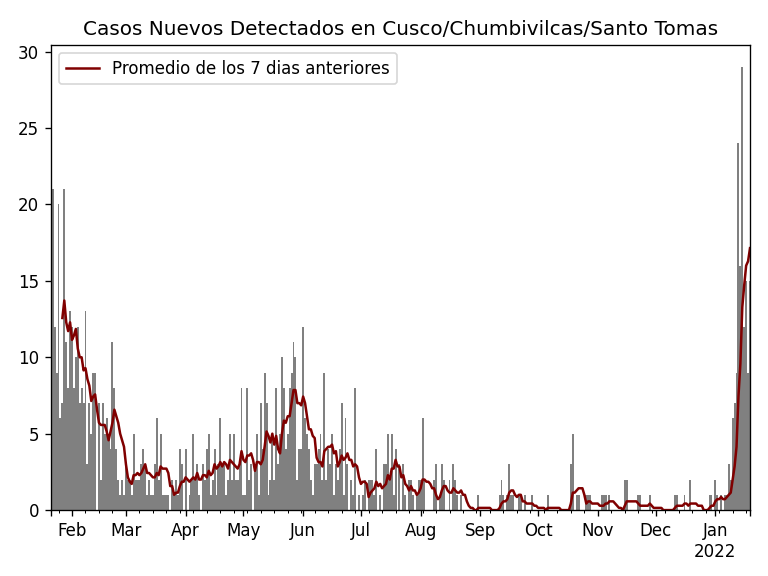 Casos Nuevos Detectados en Cusco/Chumbivilcas/Santo Tomas
Promedio de los 7 dias anteriores
30
25
20
15
10
5
0
Feb Mar Apr May Jun Jul Aug Sep Oct Nov Dec Jan
2022